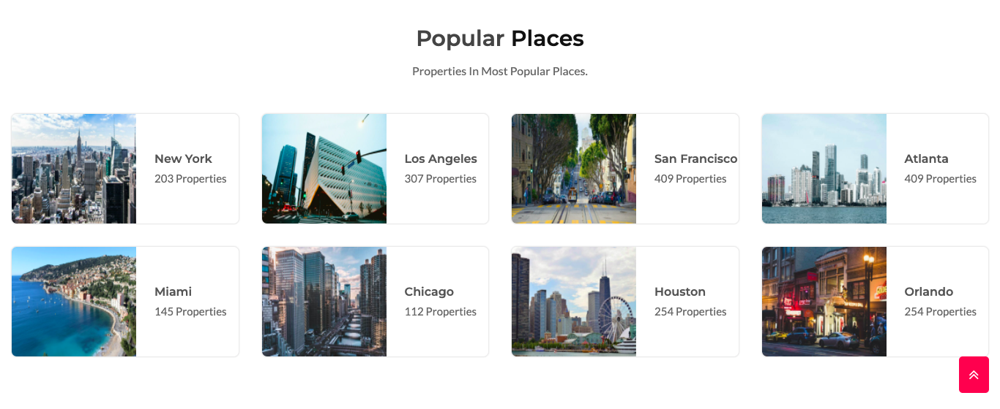 Popular Places
Properties In Most Popular Places.
New York
203 Properties
Los Angeles
307 Properties
San Francisco
409 Properties
Atlanta
409 Properties
Miami
145 Properties
Chicago
112 Properties
Houston
254 Properties
Orlando
254 Properties